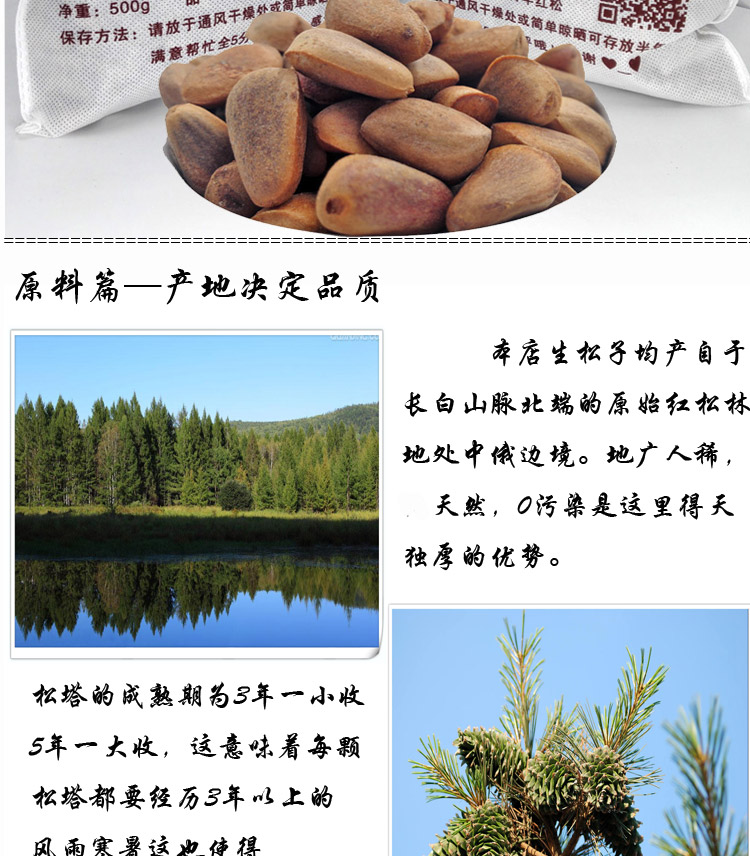 净重：500g
红松
保存方法：请放于通风干燥处或简单晾晒可存放半年
满意帮忙全5分
谢
原料篇—产地决定品质
本店生松子均产自于
长白山脉北端的原始红松林
地处中俄边境。地广人稀，
天然，0污染是这里得天
独厚的优势。
松塔的成熟期为3年一小收
5年一大收，这意味着每颗
松塔都要经历3年以上的
风雨寒暑这也使得